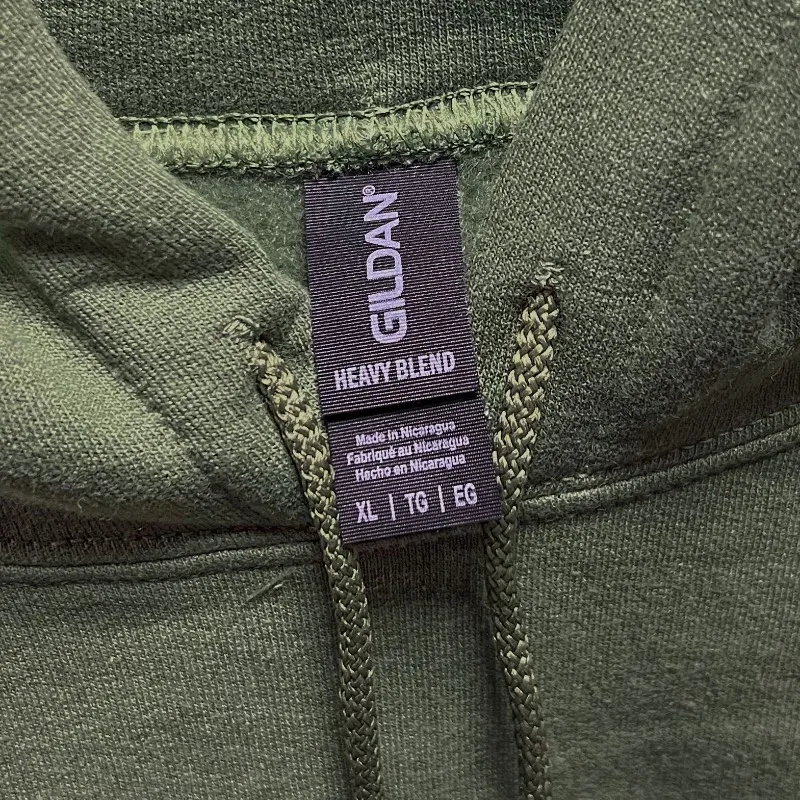 GILDAN®
HEAVY BLEND
Made in Nicaragua
Fabriqué au Nicaragua
Hecho en Nicaragua
XL | TG | EG